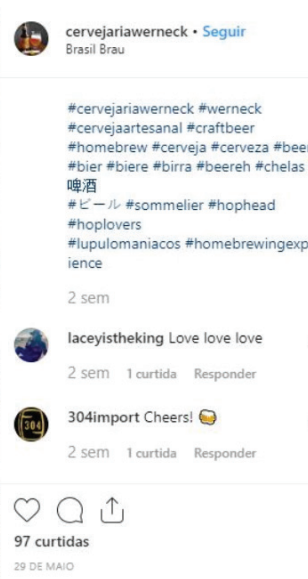 cervejariawerneck • Seguir
Brasil Brau
#cervejariawerneck #werneck
#cervejaartesanal #craftbeer
#homebrew #cerveja #cerveza #beer
#bier #biere #birra #beereh #chelas
啤酒
#ビール #sommelier #hophead
#hoplovers
#lupulomaniacos #homebrewingexp
ience
2 sem
laceyistheking Love love love
2 sem 1 curtida Responder
304
304import Cheers! 🍻
2 sem 1 curtida Responder
97 curtidas
29 DE MAIO